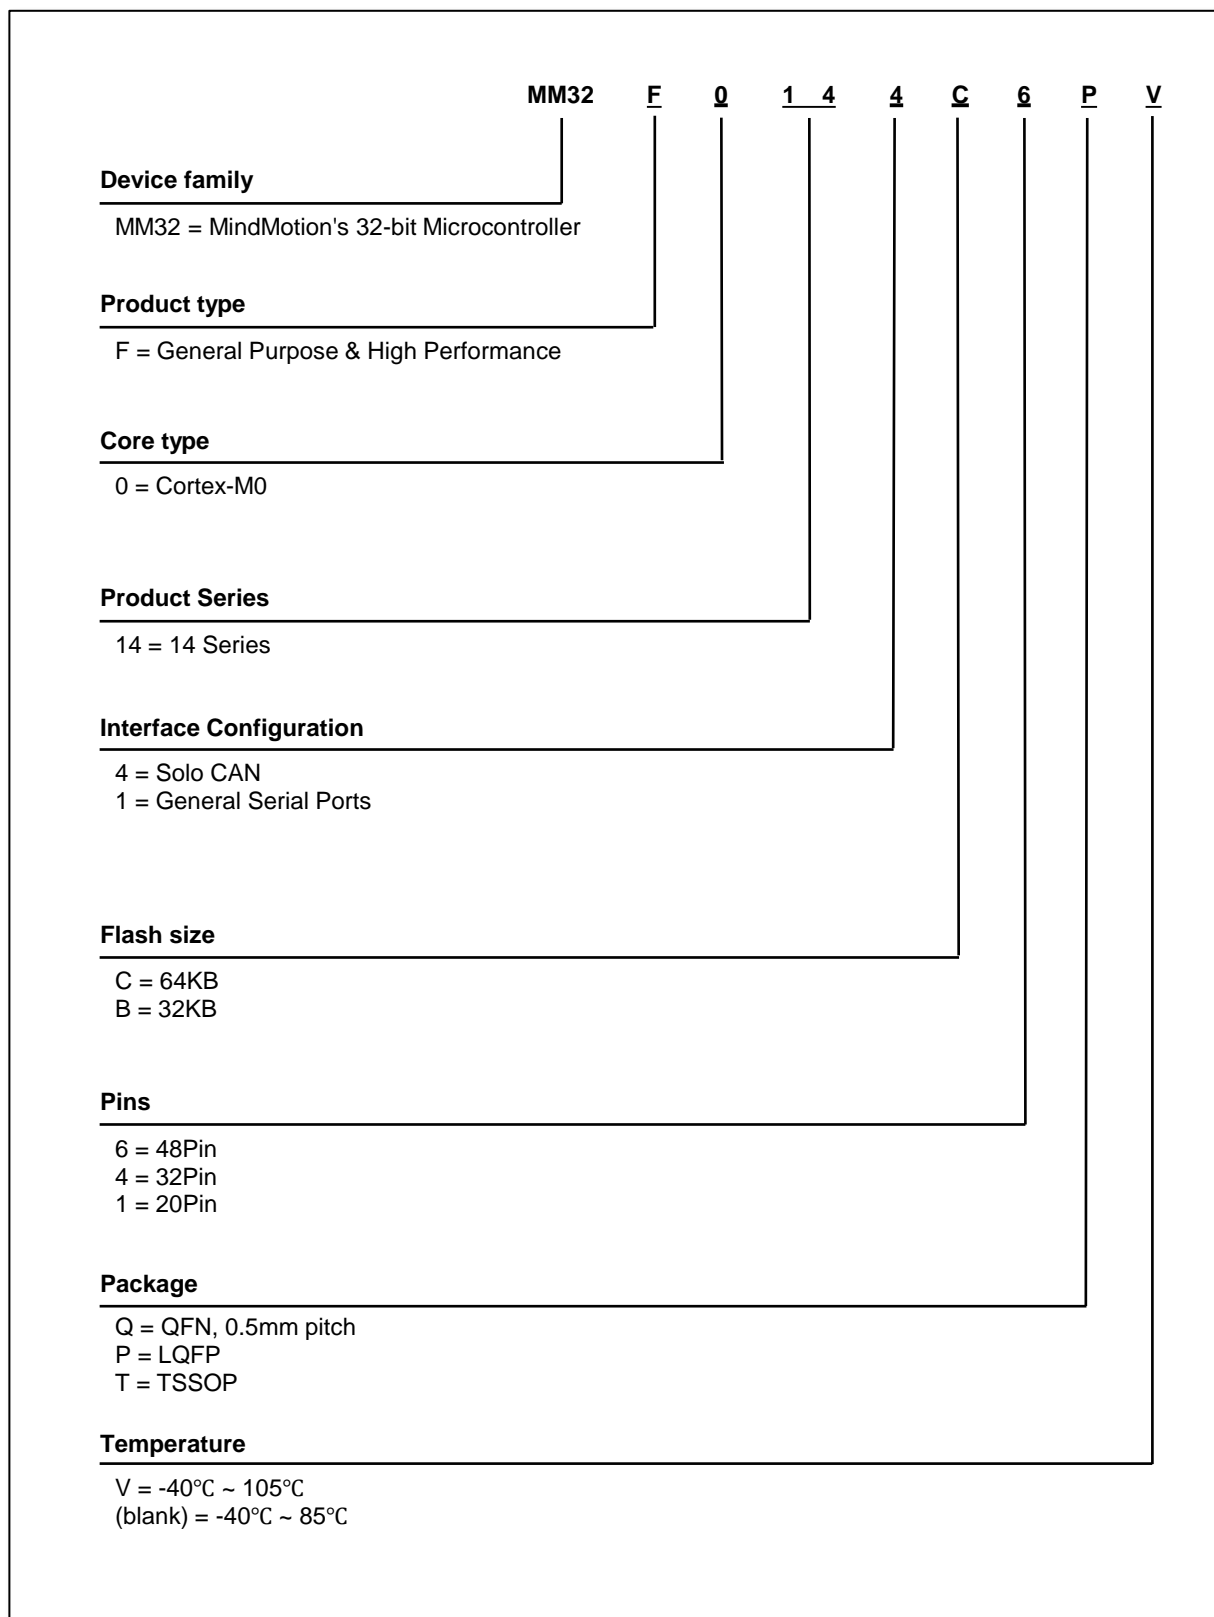 MM32 F 0 1 4 4 C 6 P V
Device family
MM32 = MindMotion's 32-bit Microcontroller
Product type
F = General Purpose & High Performance
Core type
0 = Cortex-M0
Product Series
14 = 14 Series
Interface Configuration
4 = Solo CAN
1 = General Serial Ports
Flash size
C = 64KB
B = 32KB
Pins
6 = 48Pin
4 = 32Pin
1 = 20Pin
Package
Q = QFN, 0.5mm pitch
P = LQFP
T = TSSOP
Temperature
V = -40℃ ~ 105℃
(blank) = -40℃ ~ 85℃